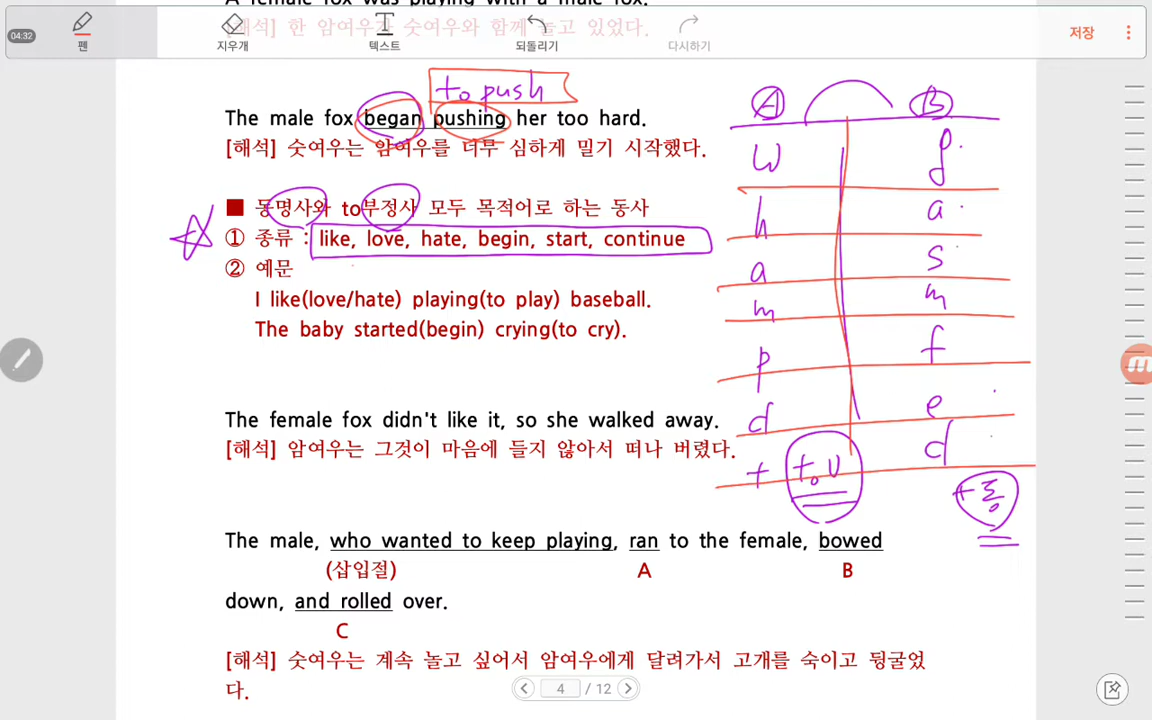 A female fox was playing with a male fox.
[해석] 한 암여우가 숫여우와 함께 놀고 있었다.
04:32
펜
지우개
텍스트
되돌리기
다시하기
저장
to push
The male fox began pushing her too hard.
[해석] 숫여우는 암여우를 너무 심하게 밀기 시작했다.
■ 동명사와 to부정사 모두 목적어로 하는 동사
① 종류 : like, love, hate, begin, start, continue
② 예문
I like(love/hate) playing(to play) baseball.
The baby started(begin) crying(to cry).
The female fox didn't like it, so she walked away.
[해석] 암여우는 그것이 마음에 들지 않아서 떠나 버렸다.
The male, who wanted to keep playing, ran to the female, bowed
(삽입절) A B
down, and rolled over.
C
[해석] 숫여우는 계속 놀고 싶어서 암여우에게 달려가서 고개를 숙이고 뒹굴었
다.
A B
w g
h a
a s
m m
p f
d e
+ to v d
+ 동
4 / 12